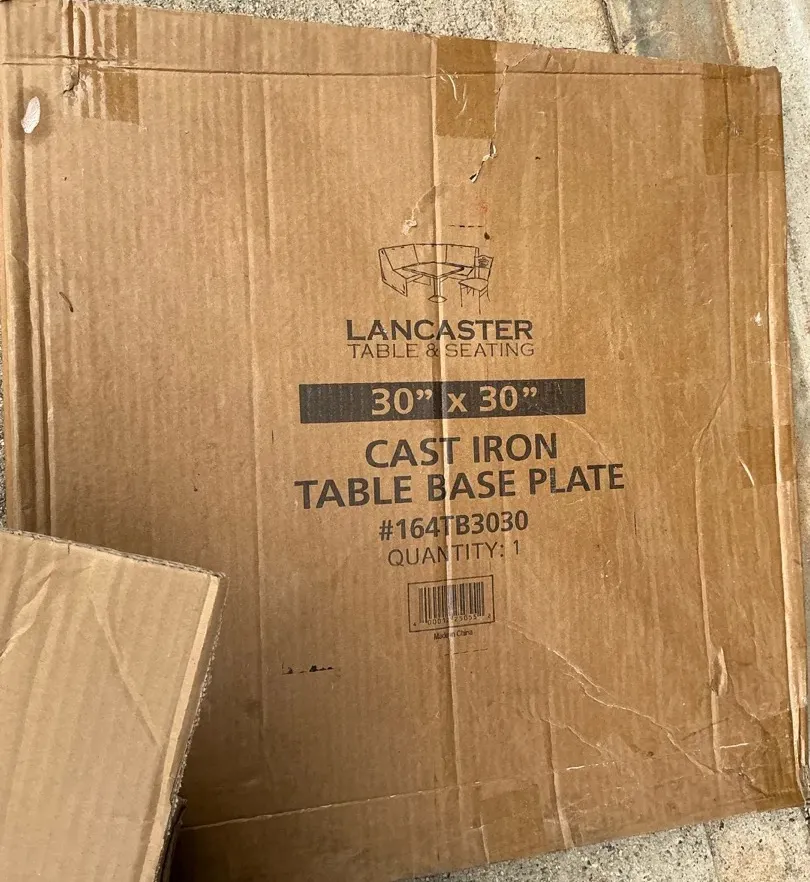 LANCASTER
TABLE & SEATING
30” x 30”
CAST IRON
TABLE BASE PLATE
#164TB3030
QUANTITY: 1
Made in China